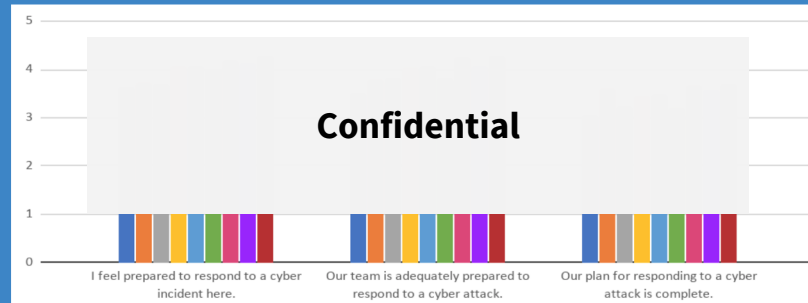 5
4
Confidential
3
2
1
0
I feel prepared to respond to a cyber
incident here.
Our team is adequately prepared to
respond to a cyber attack.
Our plan for responding to a cyber
attack is complete.